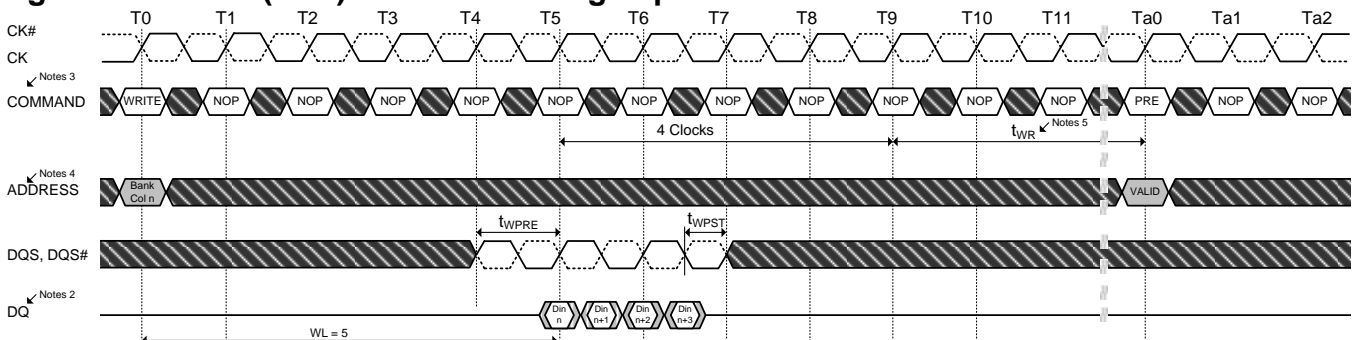 T0 T1 T2 T3 T4 T5 T6 T7 T8 T9 T10 T11 Ta0 Ta1 Ta2
CK#
CK
Notes 3
COMMAND WRITE NOP NOP NOP NOP NOP NOP NOP NOP NOP NOP NOP PRE NOP NOP
4 Clocks tWR Notes 5
Notes 4
ADDRESS Bank Col n VALID
tWPRE tWPST
DQS, DQS#
Notes 2
DQ Din n Din n+1 Din n+2 Din n+3
WL = 5